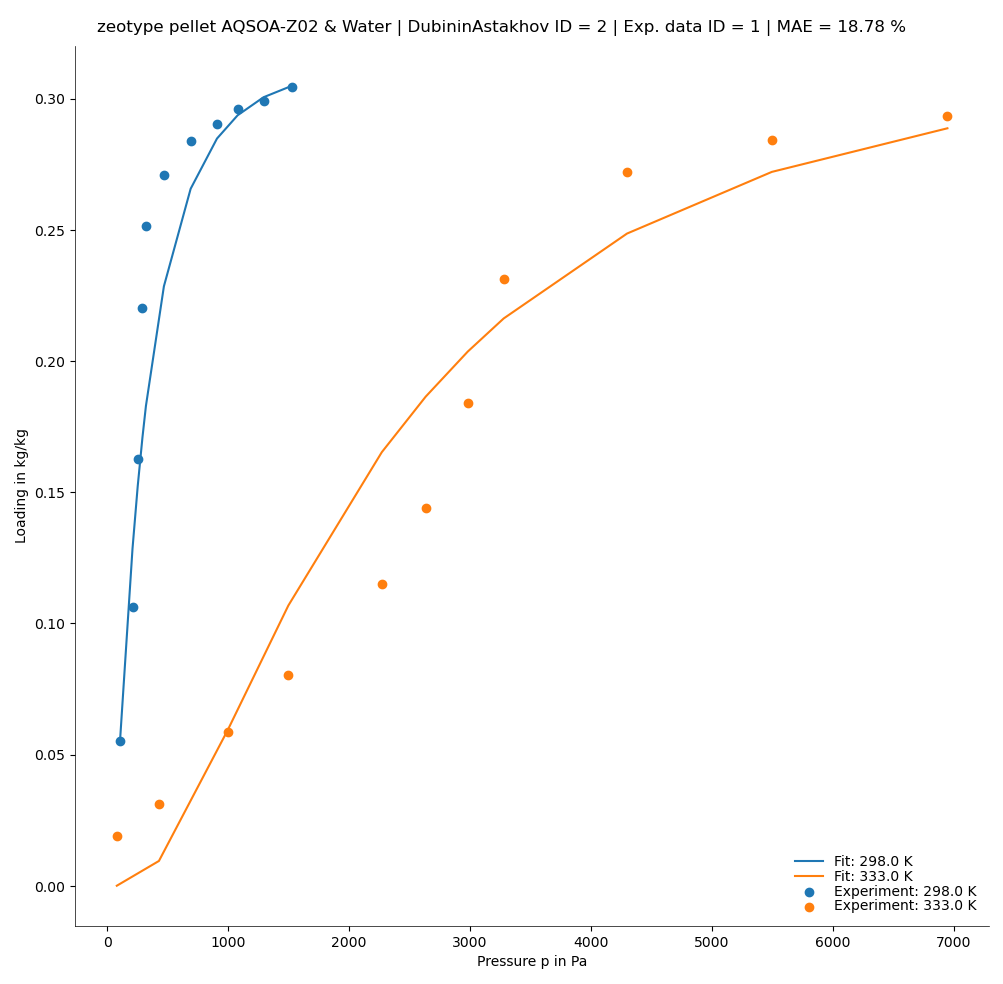 zeotype pellet AQSOA-Z02 & Water | DubininAstakhov ID = 2 | Exp. data ID = 1 | MAE = 18.78 %
0.30
0.25
0.20
0.15
0.10
0.05
0.00
Loading in kg/kg
Fit: 298.0 K
Fit: 333.0 K
Experiment: 298.0 K
Experiment: 333.0 K
0 1000 2000 3000 4000 5000 6000 7000
Pressure p in Pa